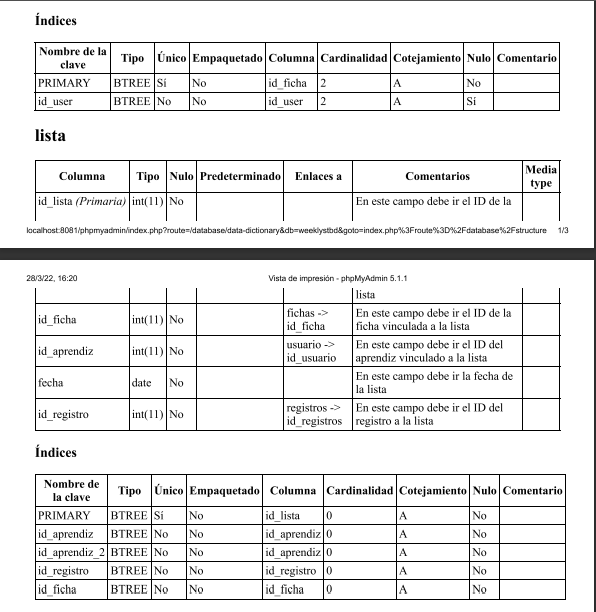 Índices
Nombre de la clave Tipo Único Empaquetado Columna Cardinalidad Cotejamiento Nulo Comentario
PRIMARY BTREE Sí No id_ficha 2 A No
id_user BTREE No No id_user 2 A Sí
lista
Columna Tipo Nulo Predeterminado Enlaces a Comentarios Media type
id_lista (Primaria) int(11) No En este campo debe ir el ID de la
localhost:8081/phpmyadmin/index.php?route=/database/data-dictionary&db=weeklystbd&goto=index.php%3Froute%3D%2Fdatabase%2Fstructure 1/3
28/3/22, 16:20 Vista de impresión - phpMyAdmin 5.1.1
lista
id_ficha int(11) No fichas -> id_ficha En este campo debe ir el ID de la ficha vinculada a la lista
id_aprendiz int(11) No usuario -> id_usuario En este campo debe ir el ID del aprendiz vinculado a la lista
fecha date No En este campo debe ir la fecha de la lista
id_registro int(11) No registros -> id_registros En este campo debe ir el ID del registro a la lista
Índices
Nombre de la clave Tipo Único Empaquetado Columna Cardinalidad Cotejamiento Nulo Comentario
PRIMARY BTREE Sí No id_lista 0 A No
id_aprendiz BTREE No No id_aprendiz 0 A No
id_aprendiz_2 BTREE No No id_aprendiz 0 A No
id_registro BTREE No No id_registro 0 A No
id_ficha BTREE No No id_ficha 0 A No